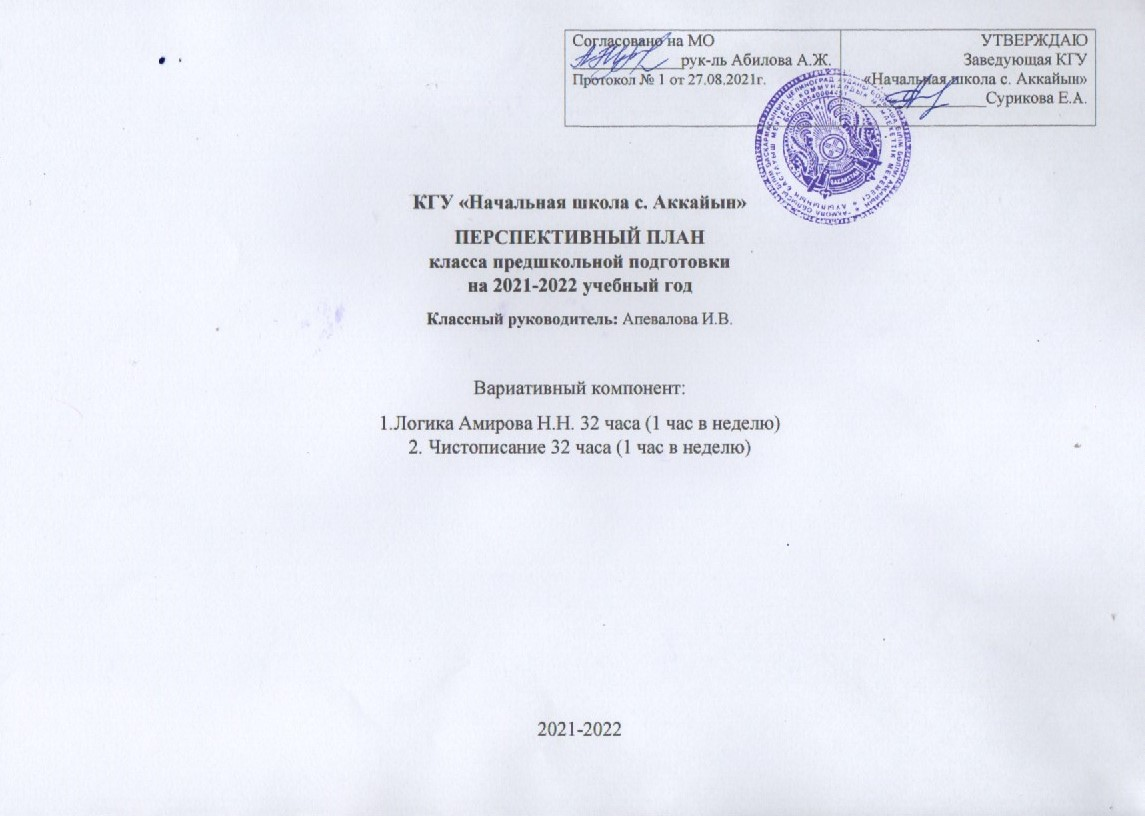 Согласовано на МО
рук-ль Абилова А.Ж.
Протокол № 1 от 27.08.2021г.
УТВЕРЖДАЮ
Заведующая КГУ
«Начальная школа с. Аккайын»
Сурикова Е.А.
КГУ «Начальная школа с. Аккайын»
ПЕРСПЕКТИВНЫЙ ПЛАН
класса предшкольной подготовки
на 2021-2022 учебный год
Классный руководитель: Апевалова И.В.
Вариативный компонент:
1.Логика Амирова Н.Н. 32 часа (1 час в неделю)
2. Чистописание 32 часа (1 час в неделю)
2021-2022